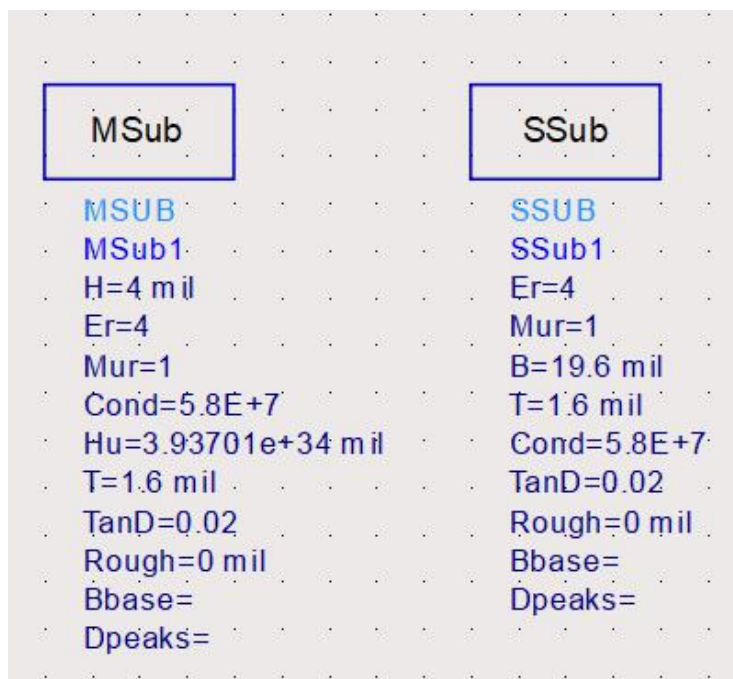 MSub
MSUB
MSub1
H=4 mil
Er=4
Mur=1
Cond=5.8E+7
Hu=3.93701e+34 mil
T=1.6 mil
TanD=0.02
Rough=0 mil
Bbase=
Dpeaks=
SSub
SSUB
SSub1
Er=4
Mur=1
B=19.6 mil
T=1.6 mil
Cond=5.8E+7
TanD=0.02
Rough=0 mil
Bbase=
Dpeaks=